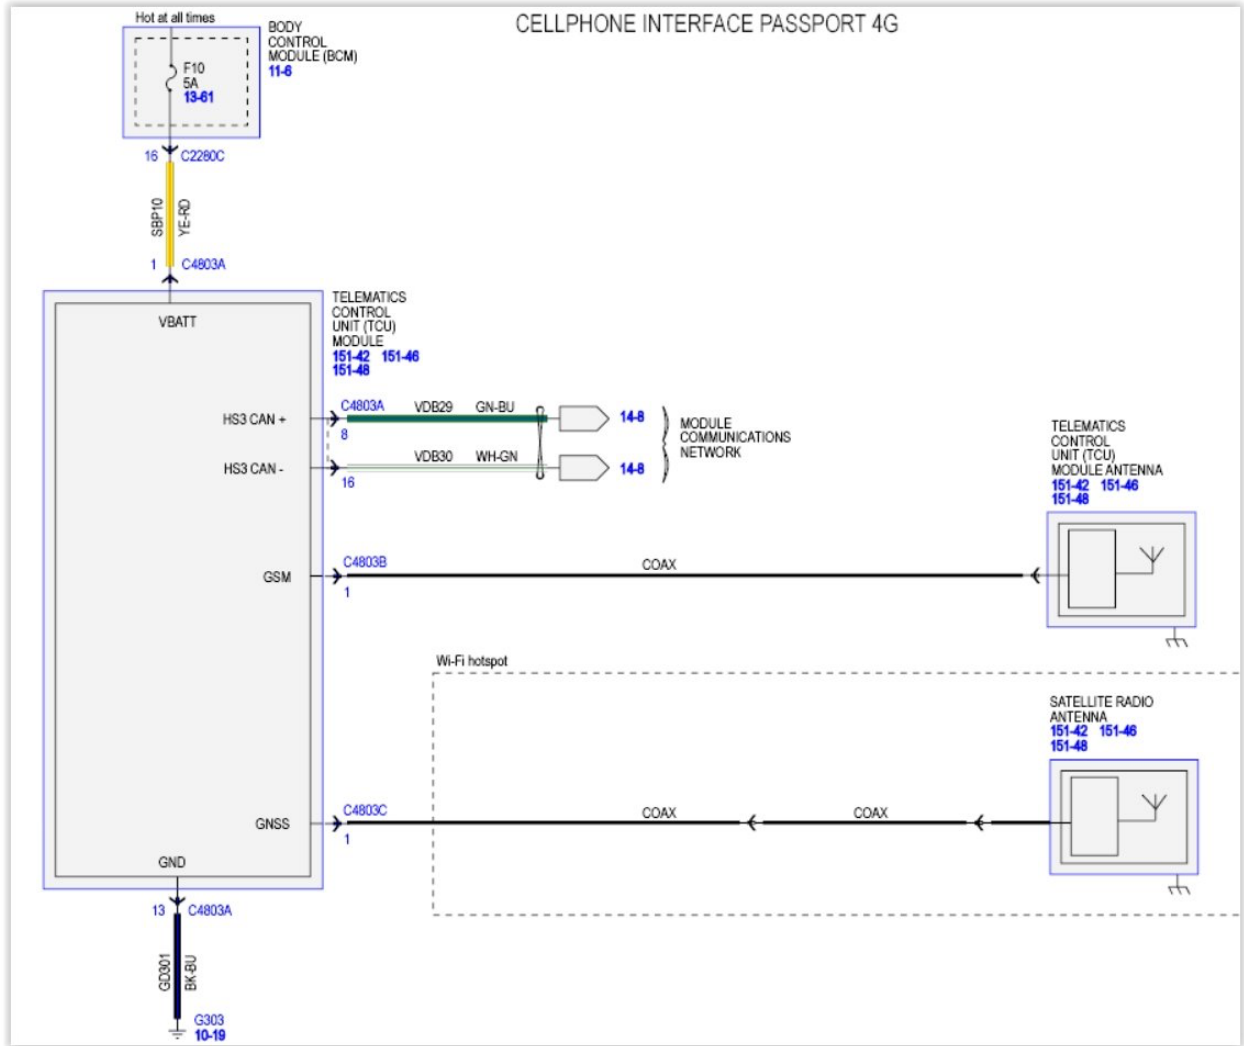 CELLPHONE INTERFACE PASSPORT 4G
Hot at all times
BODY
CONTROL
MODULE (BCM)
11-6
F10
5A
13-61
16 C2280C
SBP10 YE-RD
1 C4803A
TELEMATICS
CONTROL
UNIT (TCU)
MODULE
151-42 151-46
151-48
VBATT
HS3 CAN +
C4803A
8
VDB29 GN-BU
14-8
HS3 CAN -
16
VDB30 WH-GN
14-8
MODULE
COMMUNICATIONS
NETWORK
TELEMATICS
CONTROL
UNIT (TCU)
MODULE ANTENNA
151-42 151-46
151-48
GSM
C4803B
1
COAX
Wi-Fi hotspot
SATELLITE RADIO
ANTENNA
151-42 151-46
151-48
GNSS
C4803C
1
COAX COAX
GND
13 C4803A
GD301 BK-BU
G303
10-19